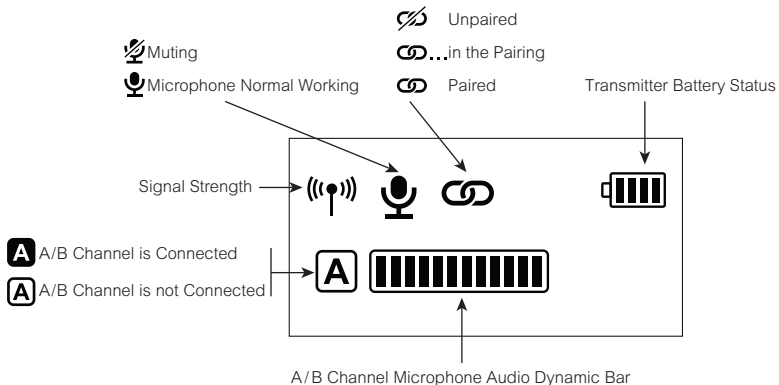 Unpaired
Muting
...in the Pairing
Microphone Normal Working
Paired
Transmitter Battery Status
Signal Strength
A A/B Channel is Connected
A A/B Channel is not Connected
A
A/B Channel Microphone Audio Dynamic Bar